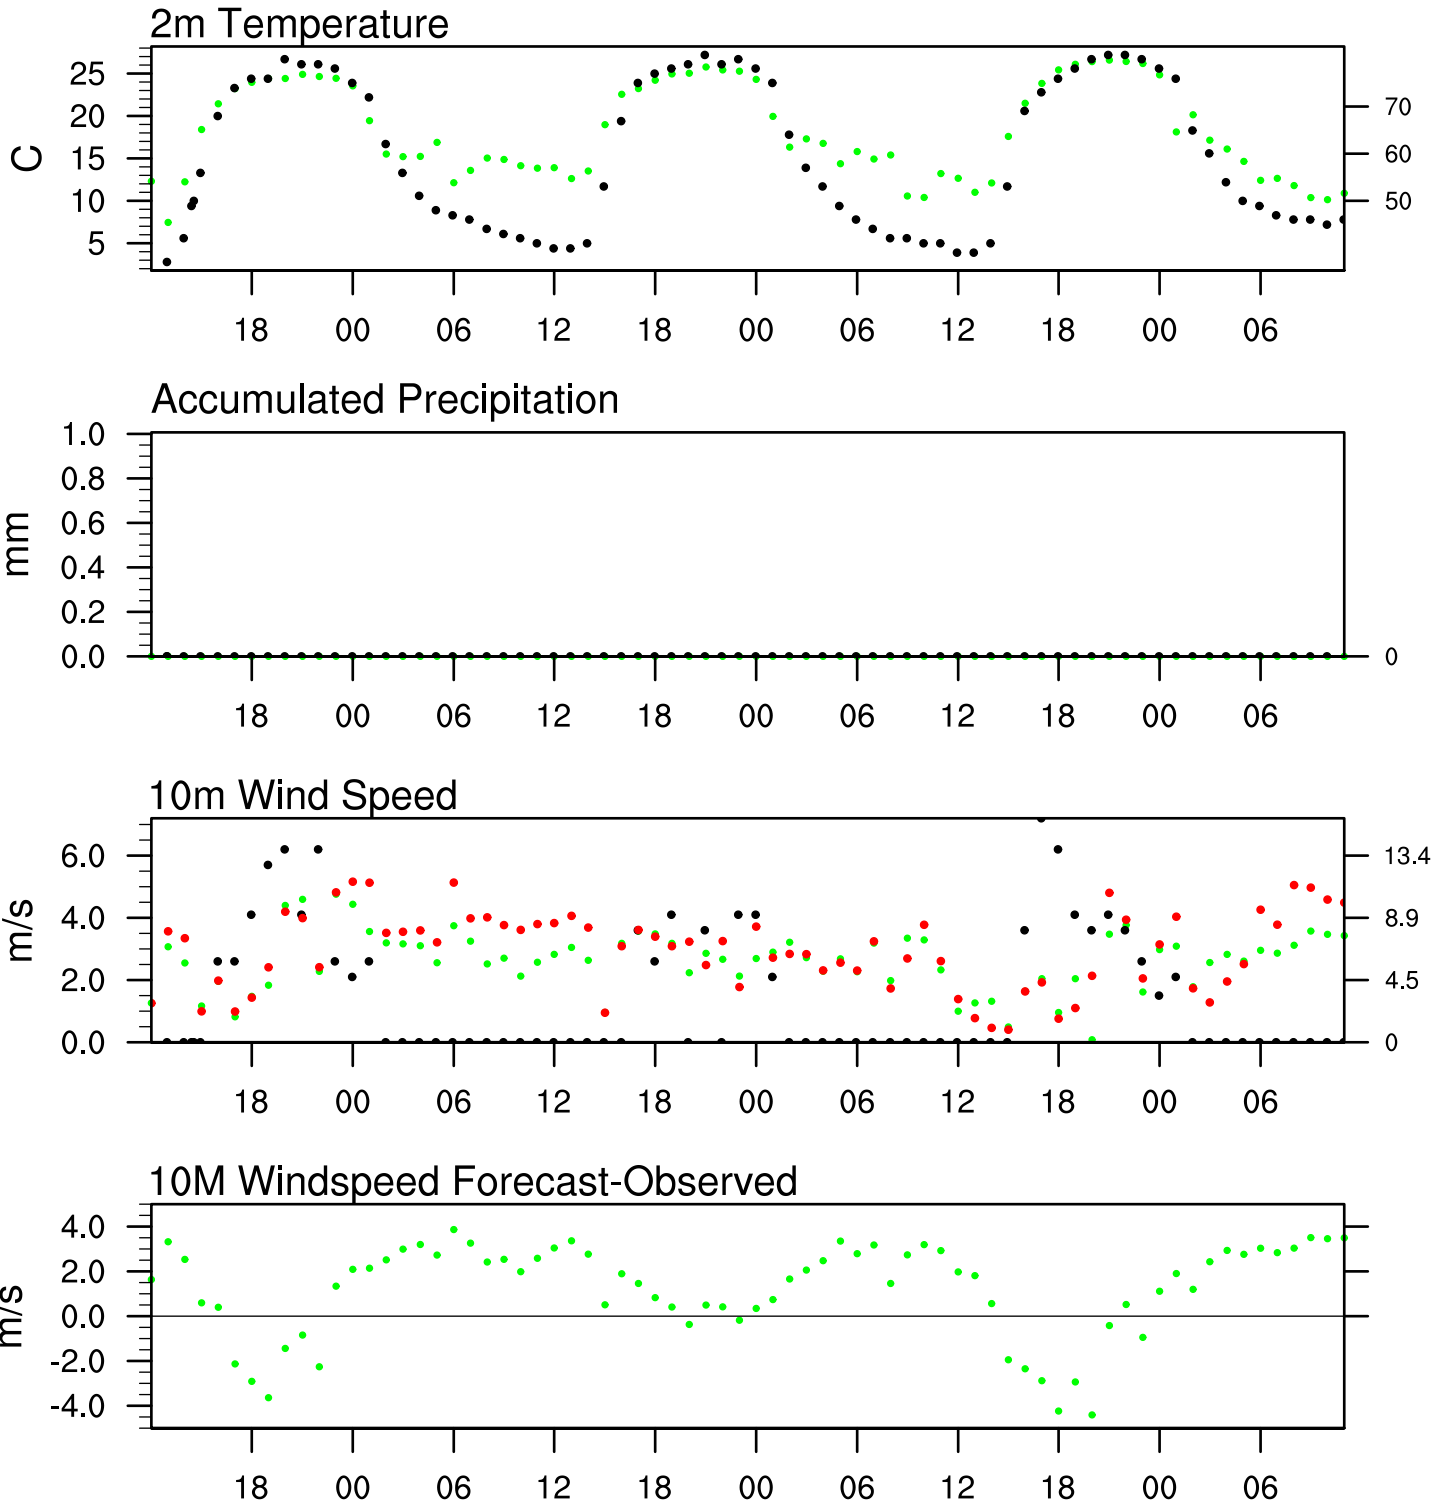 2m Temperature
25
20
15
10
5
C
70
60
50
18 00 06 12 18 00 06 12 18 00 06
Accumulated Precipitation
1.0
0.8
0.6
0.4
0.2
0.0
mm
0
18 00 06 12 18 00 06 12 18 00 06
10m Wind Speed
6.0
4.0
2.0
0.0
m/s
13.4
8.9
4.5
0
18 00 06 12 18 00 06 12 18 00 06
10M Windspeed Forecast-Observed
4.0
2.0
0.0
-2.0
-4.0
m/s
18 00 06 12 18 00 06 12 18 00 06